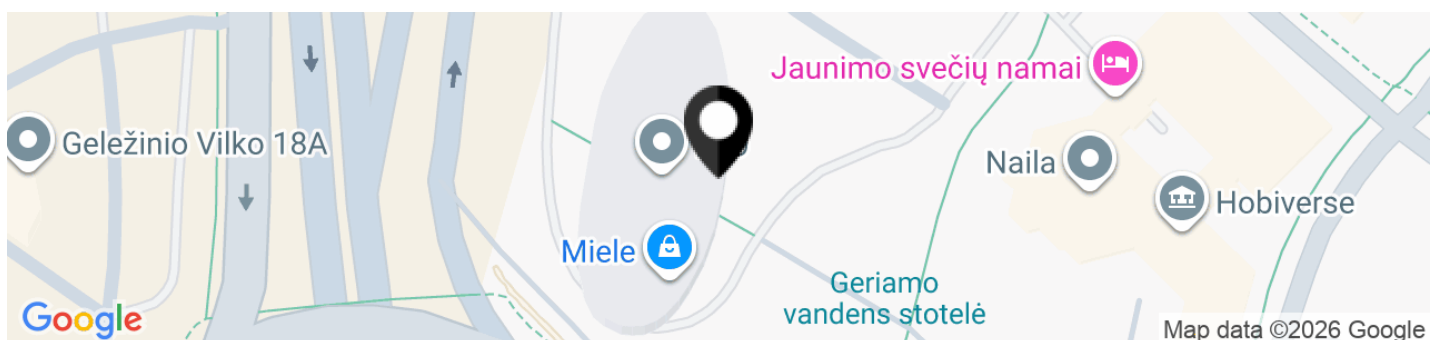 Jaunimo svečių namai
Geležinio Vilko 18A
Naila
Hobiverse
Miele
Geriamo
vandens stotelė
Google
Map data ©2026 Google